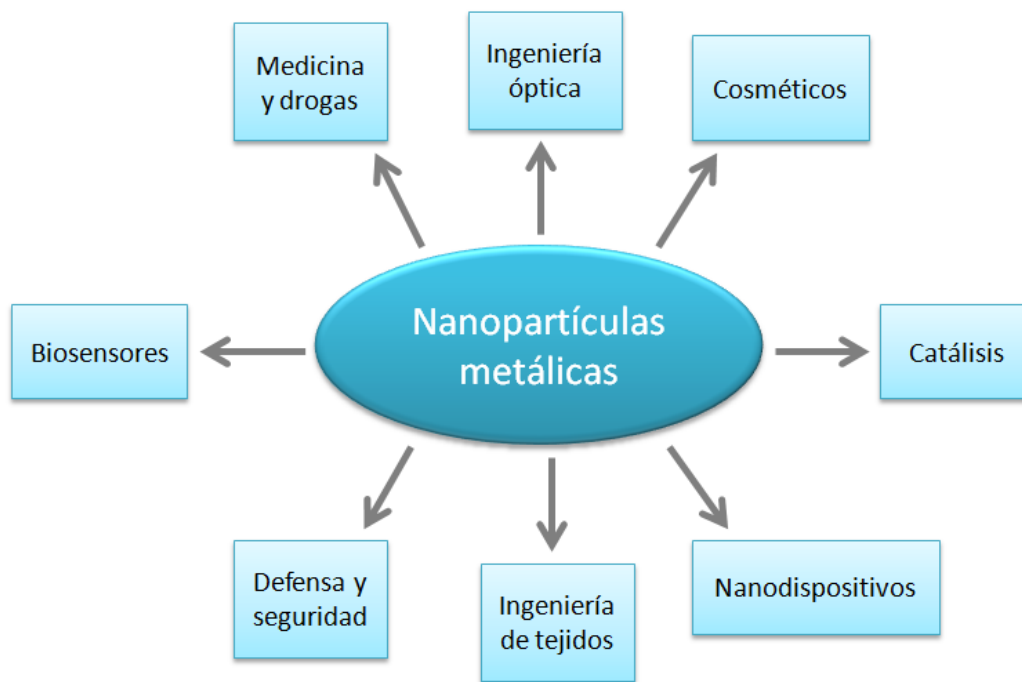 Medicina
y drogas
Ingeniería
óptica
Cosméticos
Biosensores
Nanopartículas
metálicas
Catálisis
Defensa y
seguridad
Ingeniería
de tejidos
Nanodispositivos